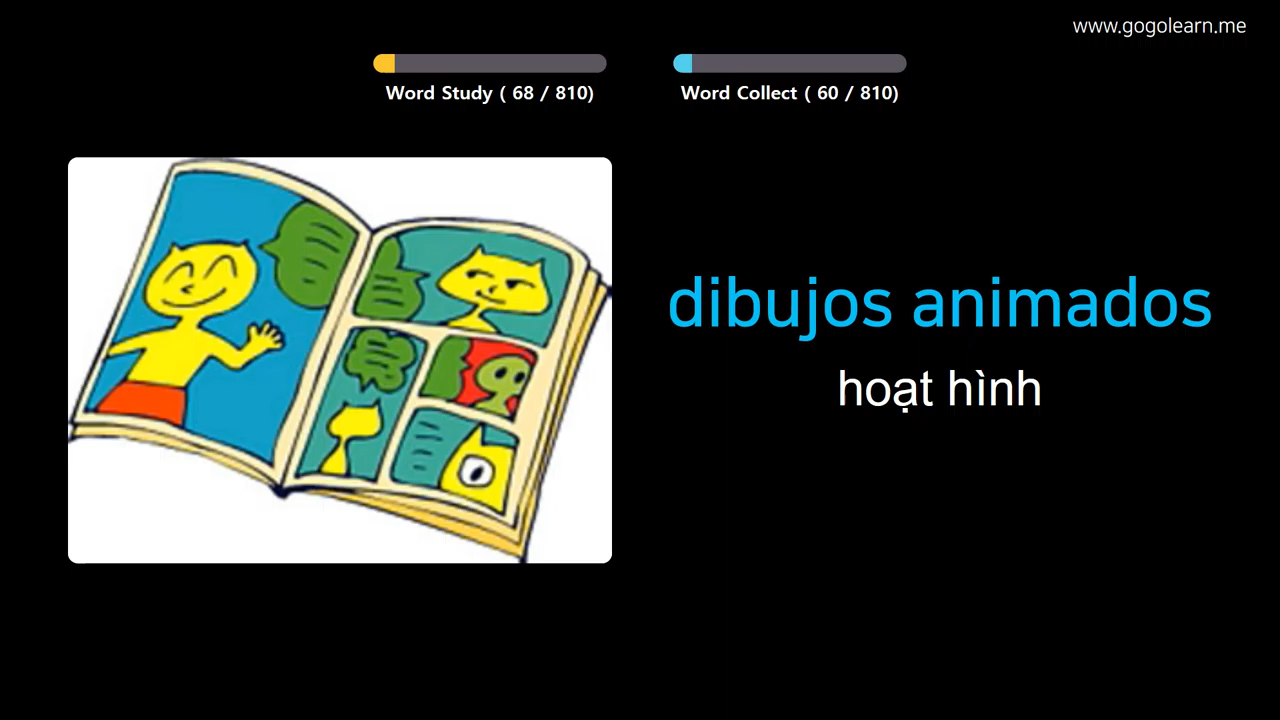 www.gogolearn.me
Word Study ( 68 / 810)
Word Collect ( 60 / 810)
dibujos animados
hoạt hình